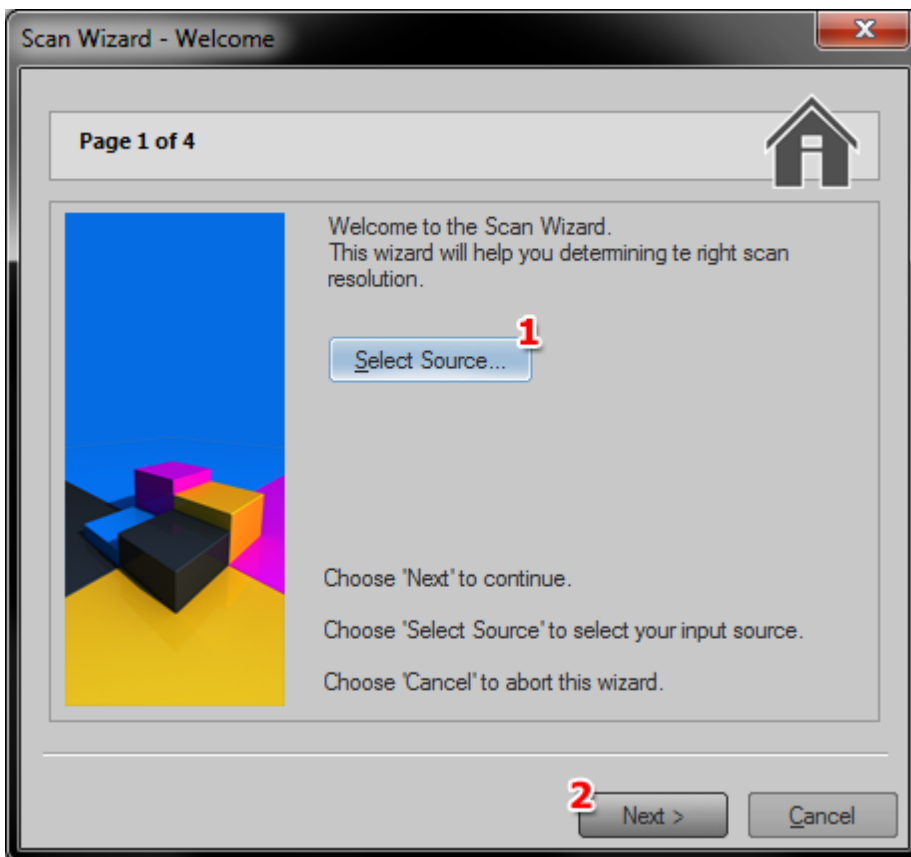 Scan Wizard - Welcome
Page 1 of 4
Welcome to the Scan Wizard.
This wizard will help you determining te right scan
resolution.
1
Select Source...
Choose 'Next' to continue.
Choose 'Select Source' to select your input source.
Choose 'Cancel' to abort this wizard.
2
Next >
Cancel